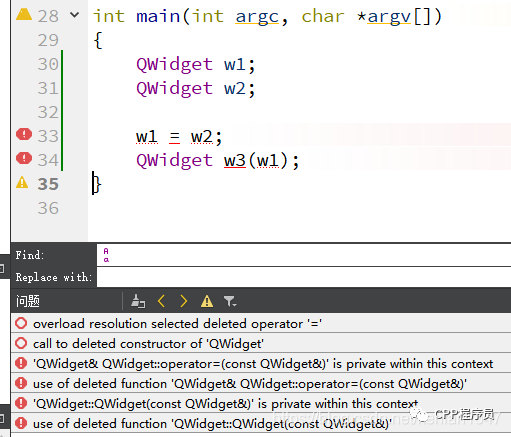 28 int main(int argc, char *argv[])
29 {
30 QWidget w1;
31 QWidget w2;
32
33 w1 = w2;
34 QWidget w3(w1);
35 }
36
Find:
Replace with:
问题
overload resolution selected deleted operator '='
call to deleted constructor of 'QWidget'
'QWidget& QWidget::operator=(const QWidget&)' is private within this context
use of deleted function 'QWidget& QWidget::operator=(const QWidget&)'
'QWidget::QWidget(const QWidget&)' is private within this context
use of deleted function 'QWidget::QWidget(const QWidget&)'
CPP程序员